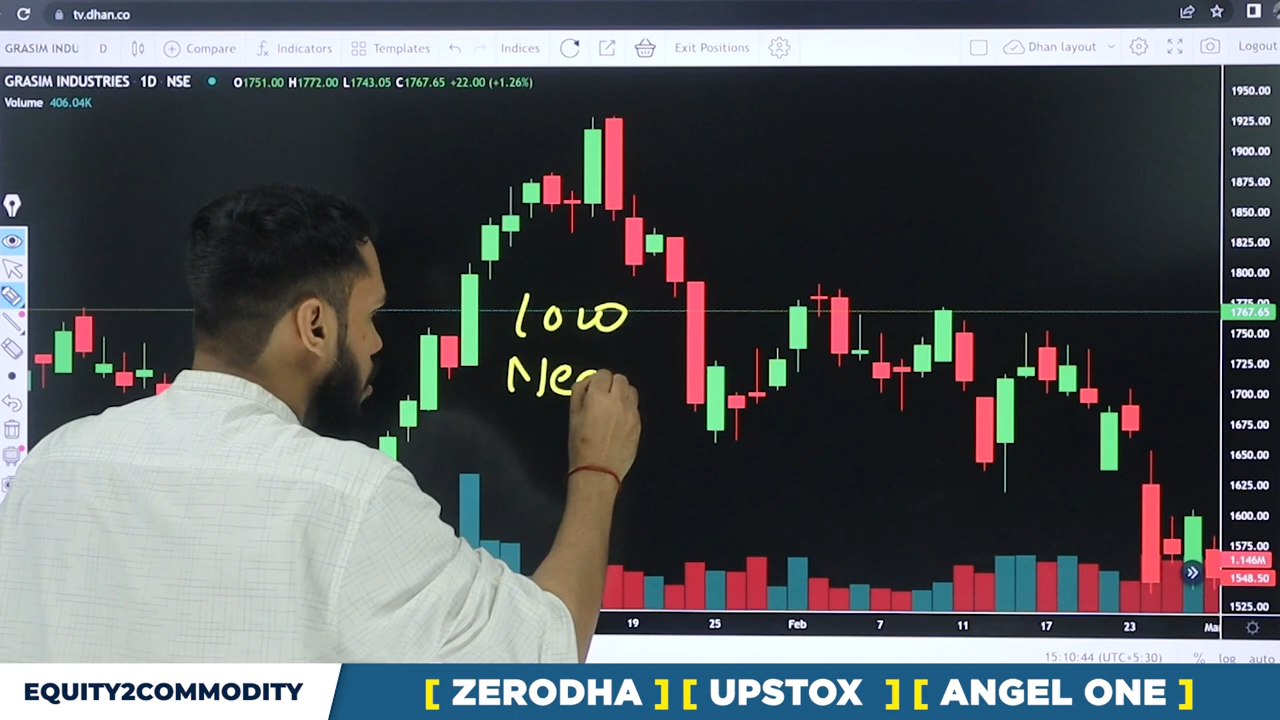 tv.dhan.co
GRASIM INDU D Compare Indicators Templates Indices Exit Positions Dhan layout Logout
GRASIM INDUSTRIES 1D NSE O1751.00 H1772.00 L1743.05 C1767.65 +22.00 (+1.26%)
Volume 406.04K
1950.00
1925.00
1900.00
1875.00
1850.00
1825.00
1800.00
1767.65
1750.00
1725.00
1700.00
1675.00
1650.00
1625.00
1600.00
1575.00
1.146M
1548.50
1525.00
low
19 25 Feb 7 11 17 23
15:10:44 (UTC+5:30) % log auto
EQUITY2COMMODITY [ ZERODHA ] [ UPSTOX ] [ ANGEL ONE ]